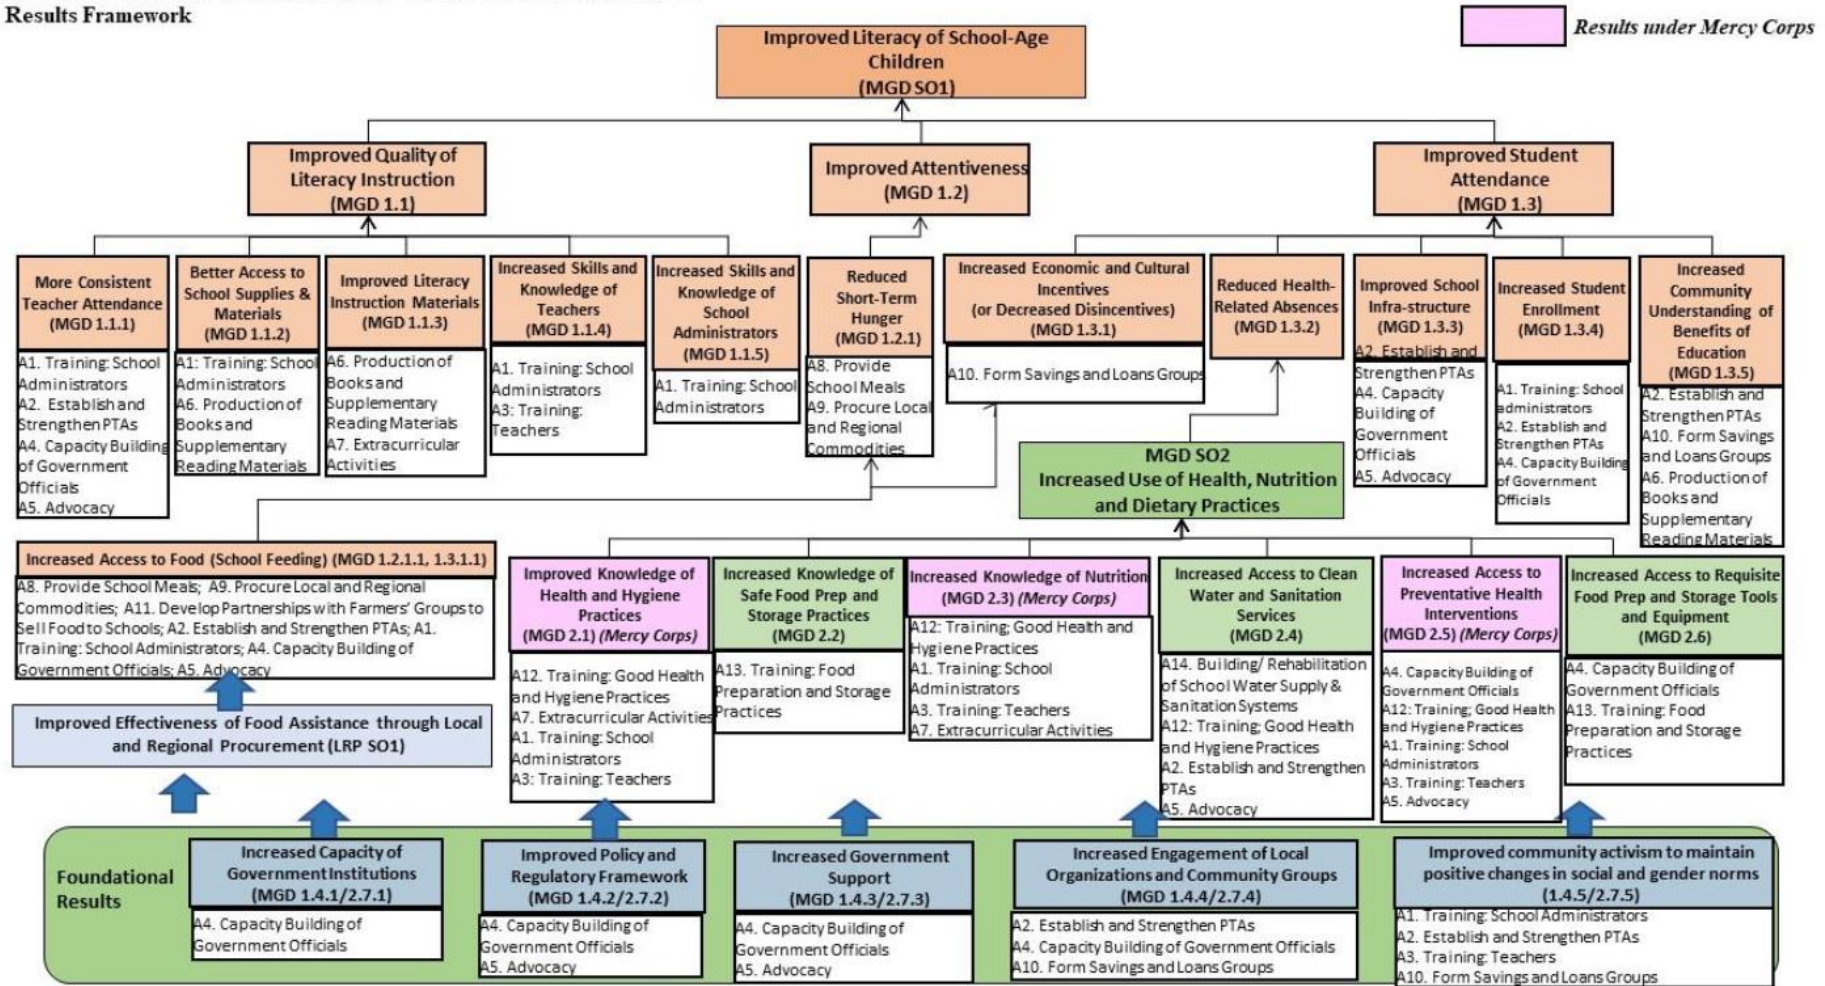 Results Framework
Results under Mercy Corps
Improved Literacy of School-Age
Children
(MGD SO1)
Improved Quality of
Literacy Instruction
(MGD 1.1)
Improved Attentiveness
(MGD 1.2)
Improved Student
Attendance
(MGD 1.3)
More Consistent
Teacher Attendance
(MGD 1.1.1)
A1. Training: School
Administrators
A2. Establish and
Strengthen PTAs
A4. Capacity Building
of Government
Officials
A5. Advocacy
Better Access to
School Supplies &
Materials
(MGD 1.1.2)
A1: Training: School
Administrators
A6. Production of
Books and
Supplementary
Reading Materials
Improved Literacy
Instruction Materials
(MGD 1.1.3)
A6. Production of
Books and
Supplementary
Reading Materials
A7. Extracurricular
Activities
Increased Skills and
Knowledge of
Teachers
(MGD 1.1.4)
A1. Training: School
Administrators
A3: Training:
Teachers
Increased Skills and
Knowledge of
School
Administrators
(MGD 1.1.5)
A1. Training: School
Administrators
Reduced
Short-Term
Hunger
(MGD 1.2.1)
A8. Provide
School Meals
A9. Procure Local
and Regional
Commodities
Increased Economic and Cultural
Incentives
(or Decreased Disincentives)
(MGD 1.3.1)
A10. Form Savings and Loans Groups
Reduced Health-
Related Absences
(MGD 1.3.2)
Improved School
Infra-structure
(MGD 1.3.3)
A2. Establish and
Strengthen PTAs
A4. Capacity
Building of
Government
Officials
A5. Advocacy
Increased Student
Enrollment
(MGD 1.3.4)
A1. Training: School
administrators
A2. Establish and
Strengthen PTAs
A4. Capacity Building
of Government
Officials
Increased
Community
Understanding of
Benefits of
Education
(MGD 1.3.5)
A2. Establish and
Strengthen PTAs
A10. Form Savings
and Loans Groups
A6. Production of
Books and
Supplementary
Reading Materials
MGD SO2
Increased Use of Health, Nutrition
and Dietary Practices
Increased Access to Food (School Feeding) (MGD 1.2.1.1, 1.3.1.1)
A8. Provide School Meals; A9. Procure Local and Regional
Commodities; A11. Develop Partnerships with Farmers' Groups to
Sell Food to Schools; A2. Establish and Strengthen PTAs; A1.
Training: School Administrators; A4. Capacity Building of
Government Officials; A5. Advocacy
Improved Effectiveness of Food Assistance through Local
and Regional Procurement (LRP SO1)
Improved Knowledge of
Health and Hygiene
Practices
(MGD 2.1) (Mercy Corps)
A12. Training: Good Health
and Hygiene Practices
A7. Extracurricular Activities
A1. Training: School
Administrators
A3: Training: Teachers
Increased Knowledge of
Safe Food Prep and
Storage Practices
(MGD 2.2)
A13. Training: Food
Preparation and Storage
Practices
Increased Knowledge of Nutrition
(MGD 2.3) (Mercy Corps)
A12: Training; Good Health and
Hygiene Practices
A1. Training: School
Administrators
A3. Training: Teachers
A7. Extracurricular Activities
Increased Access to Clean
Water and Sanitation
Services
(MGD 2.4)
A14. Building/ Rehabilitation
of School Water Supply &
Sanitation Systems
A12: Training; Good Health
and Hygiene Practices
A2. Establish and Strengthen
PTAs
A5. Advocacy
Increased Access to
Preventative Health
Interventions
(MGD 2.5) (Mercy Corps)
A4. Capacity Building of
Government Officials
A12: Training; Good Health
and Hygiene Practices
A1. Training: School
Administrators
A3. Training: Teachers
A5. Advocacy
Increased Access to Requisite
Food Prep and Storage Tools
and Equipment
(MGD 2.6)
A4. Capacity Building of
Government Officials
A13. Training: Food
Preparation and Storage
Practices
Foundational
Results
Increased Capacity of
Government Institutions
(MGD 1.4.1/2.7.1)
A4. Capacity Building of
Government Officials
Improved Policy and
Regulatory Framework
(MGD 1.4.2/2.7.2)
A4. Capacity Building of
Government Officials
A5. Advocacy
Increased Government
Support
(MGD 1.4.3/2.7.3)
A4. Capacity Building of
Government Officials
A5. Advocacy
Increased Engagement of Local
Organizations and Community Groups
(MGD 1.4.4/2.7.4)
A2. Establish and Strengthen PTAs
A4. Capacity Building of Government Officials
A10. Form Savings and Loans Groups
Improved community activism to maintain
positive changes in social and gender norms
(1.4.5/2.7.5)
A1. Training: School Administrators
A2. Establish and Strengthen PTAs
A3. Training: Teachers
A10. Form Savings and Loans Groups